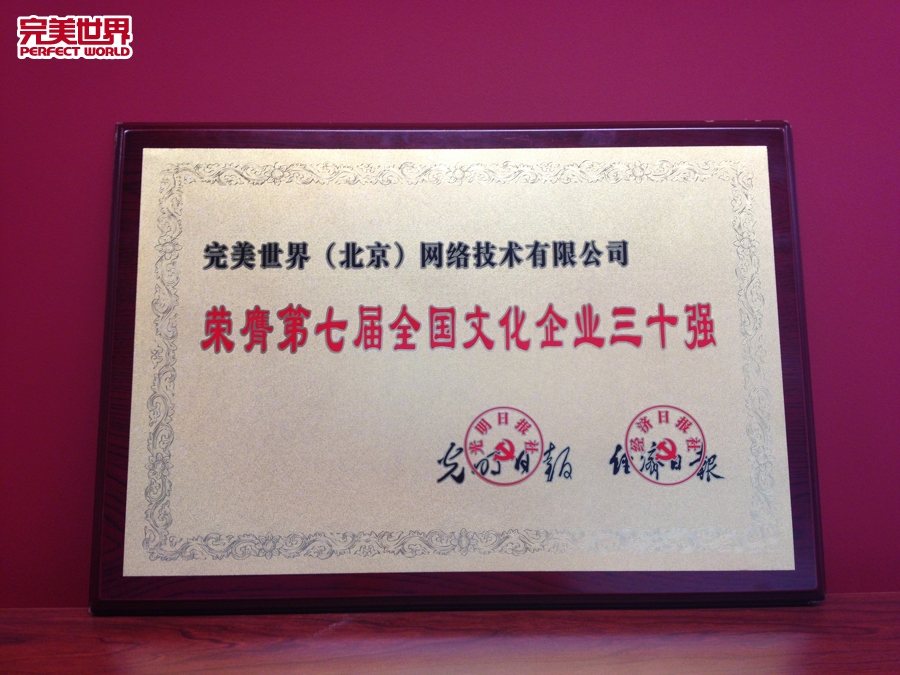 完美世界
PERFECT WORLD
完美世界（北京）网络技术有限公司
荣膺第七届全国文化企业三十强
光明日报社
经济日报社
光明日报
经济日报